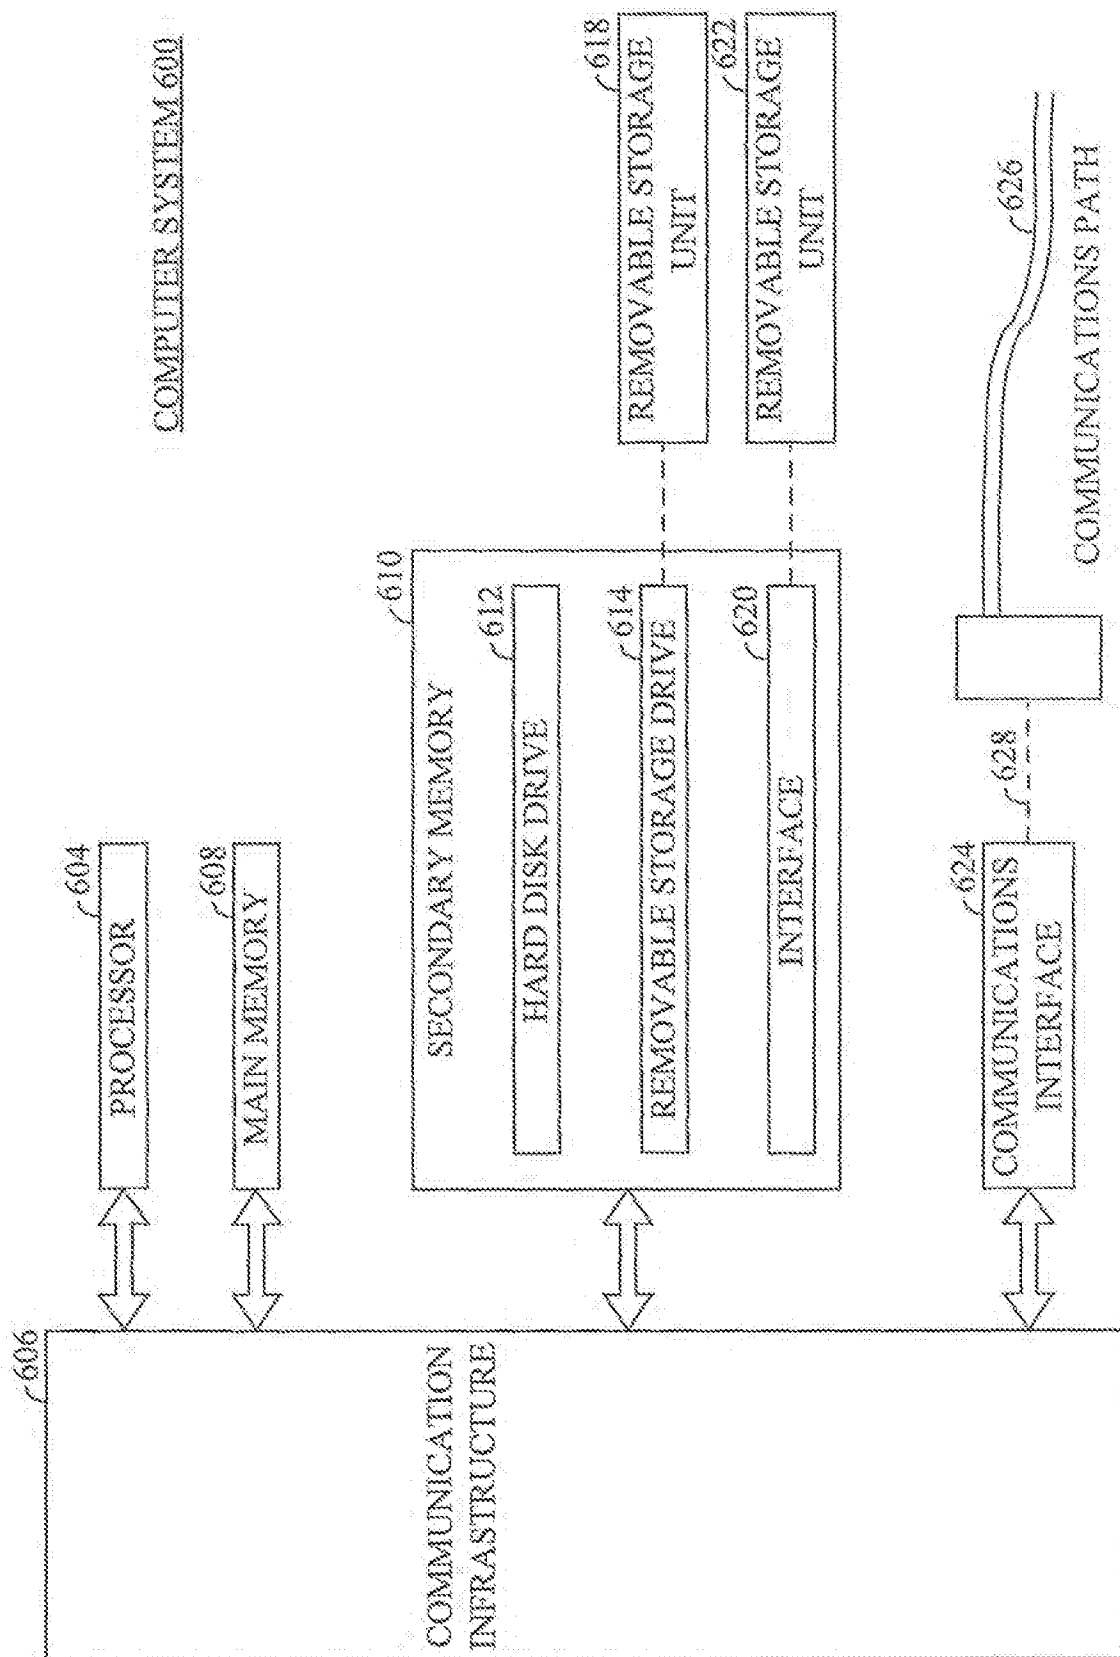 COMPUTER SYSTEM 600
606
COMMUNICATION
INFRASTRUCTURE
604
PROCESSOR
608
MAIN MEMORY
610
SECONDARY MEMORY
612
HARD DISK DRIVE
614
REMOVABLE STORAGE DRIVE
618
REMOVABLE STORAGE
UNIT
620
INTERFACE
622
REMOVABLE STORAGE
UNIT
624
COMMUNICATIONS
INTERFACE
628
626
COMMUNICATIONS PATH